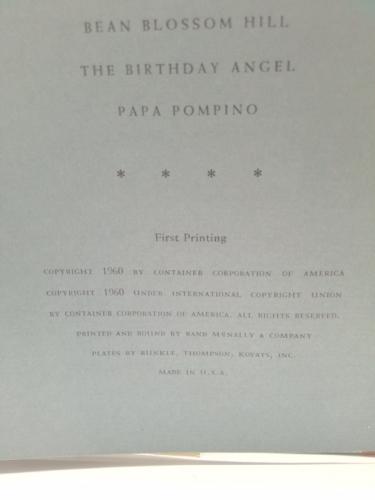 BEAN BLOSSOM HILL
THE BIRTHDAY ANGEL
PAPA POMPINO
* * * *
First Printing
COPYRIGHT 1960 BY CONTAINER CORPORATION OF AMERICA
COPYRIGHT 1960 UNDER INTERNATIONAL COPYRIGHT UNION
BY CONTAINER CORPORATION OF AMERICA. ALL RIGHTS RESERVED.
PRINTED AND BOUND BY RAND MCNALLY & COMPANY
PLATES BY RUNKLE, THOMPSON, KOVATS, INC.
MADE IN U.S.A.